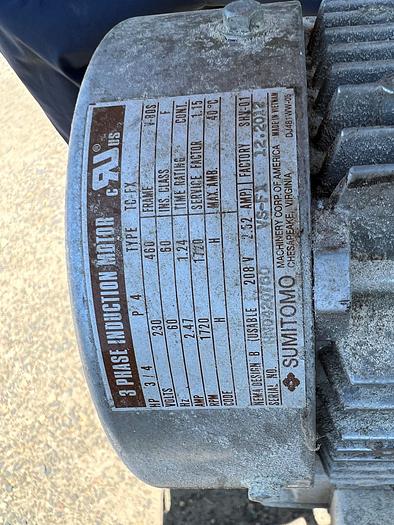 3 PHASE INDUCTION MOTOR c RU ® US
TYPE TC-FX FRAME V-80S
HP 3/4 P/4 INS. CLASS F
VOLTS 230 460 TIME RATING CONT.
Hz 60 60 SERVICE FACTOR 1.15
AMP 2.47 1.24 MAX.AMB. 40°C
RPM 1720 1720
CODE H H
NEMA DESIGN B (USABLE 208 V 2.52 AMP) FACTORY SHN-01
SERIAL NO. VS-FX 12-2012
SUMITOMO MACHINERY CORP OF AMERICA MADE IN VIETNAM
CHESAPEAKE, VIRGINIA